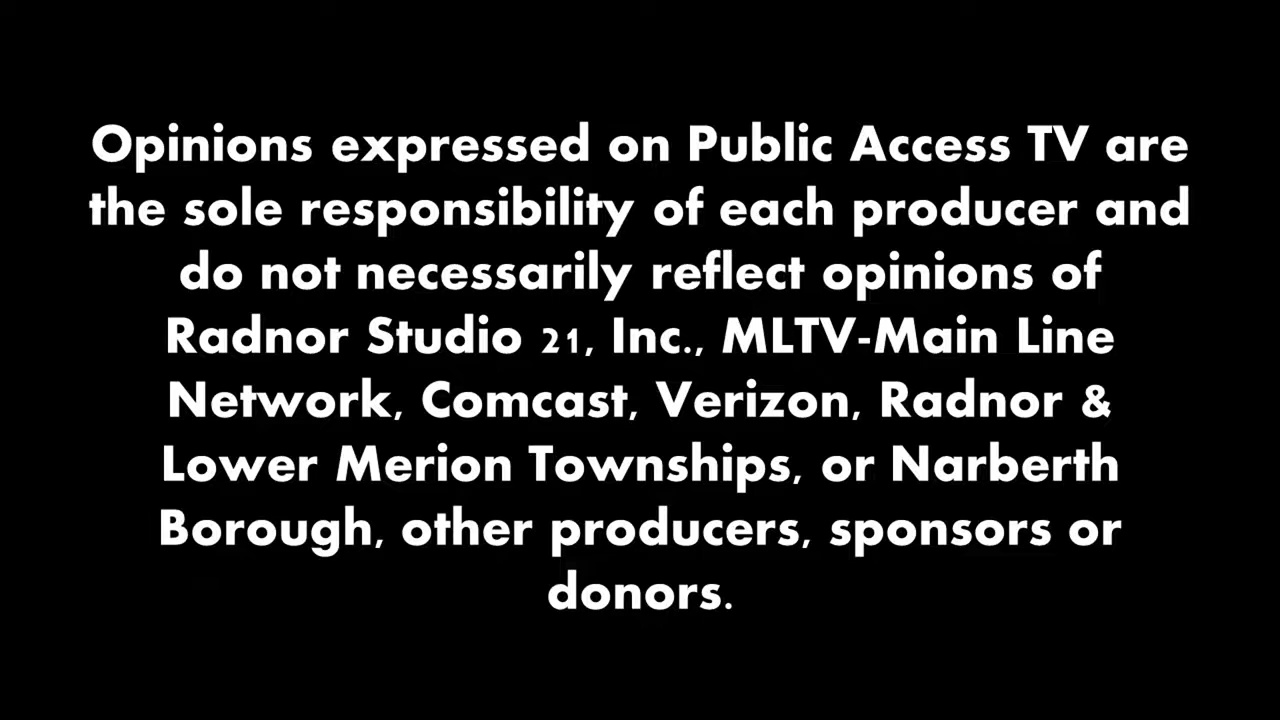 Opinions expressed on Public Access TV are
the sole responsibility of each producer and
do not necessarily reflect opinions of
Radnor Studio 21, Inc., MLTV-Main Line
Network, Comcast, Verizon, Radnor &
Lower Merion Townships, or Narberth
Borough, other producers, sponsors or
donors.